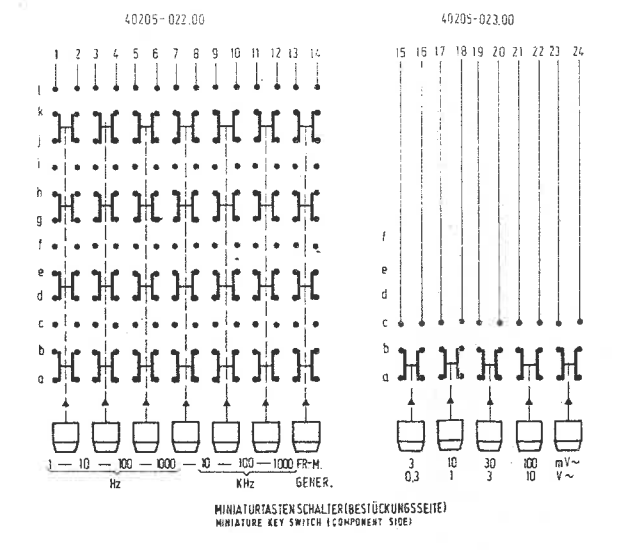 40205-022.00
40205-023.00
1 2 3 4 5 6 7 8 9 10 11 12 13 14
15 16 17 18 19 20 21 22 23 24
l
k
j
i
h
g
f
e
d
c
b
a
f
e
d
c
b
a
1 — 10 — 100 — 1000 — 10 — 100 — 1000 FR-M.
Hz KHz GENER.
3 10 30 100 mV~
0,3 1 3 10 V~
MINIATURTASTENSCHALTER (BESTÜCKUNGSSEITE)
MINIATURE KEY SWITCH (COMPONENT SIDE)